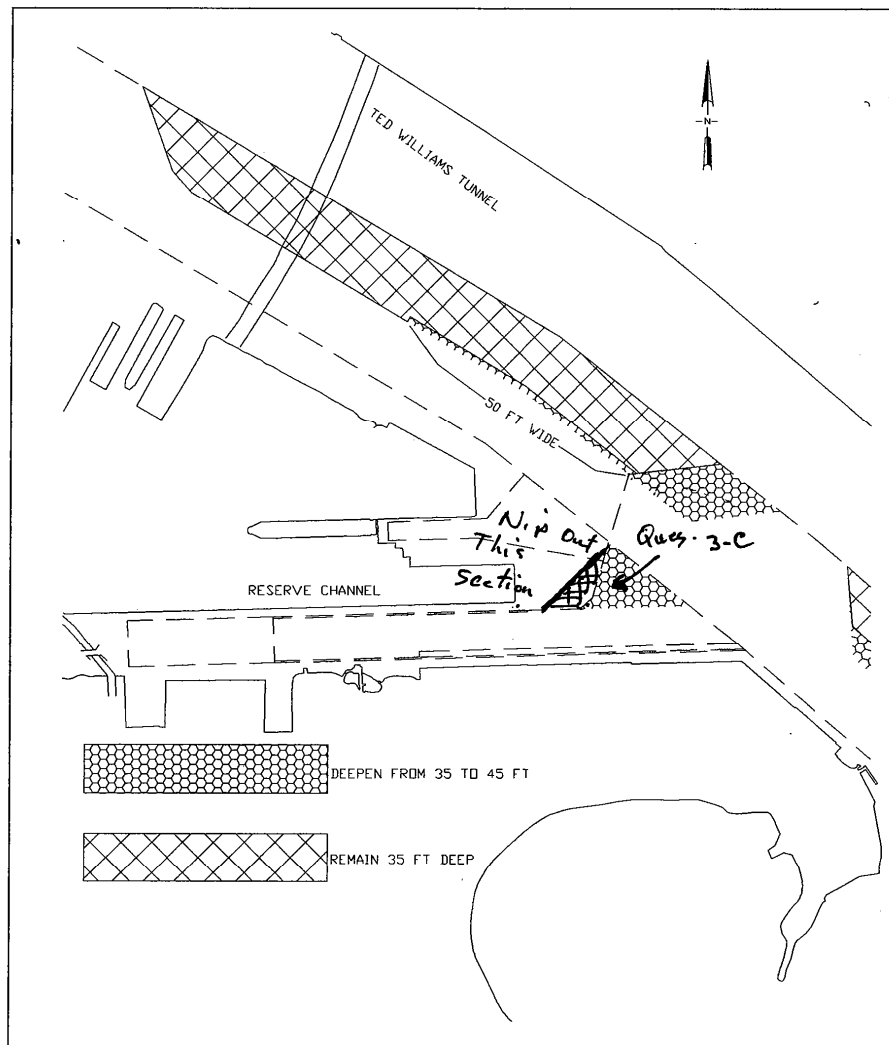 N
TED WILLIAMS TUNNEL
50 FT WIDE
Nip Out
This
Section
Ques. 3-C
RESERVE CHANNEL
DEEPEN FROM 35 TO 45 FT
REMAIN 35 FT DEEP